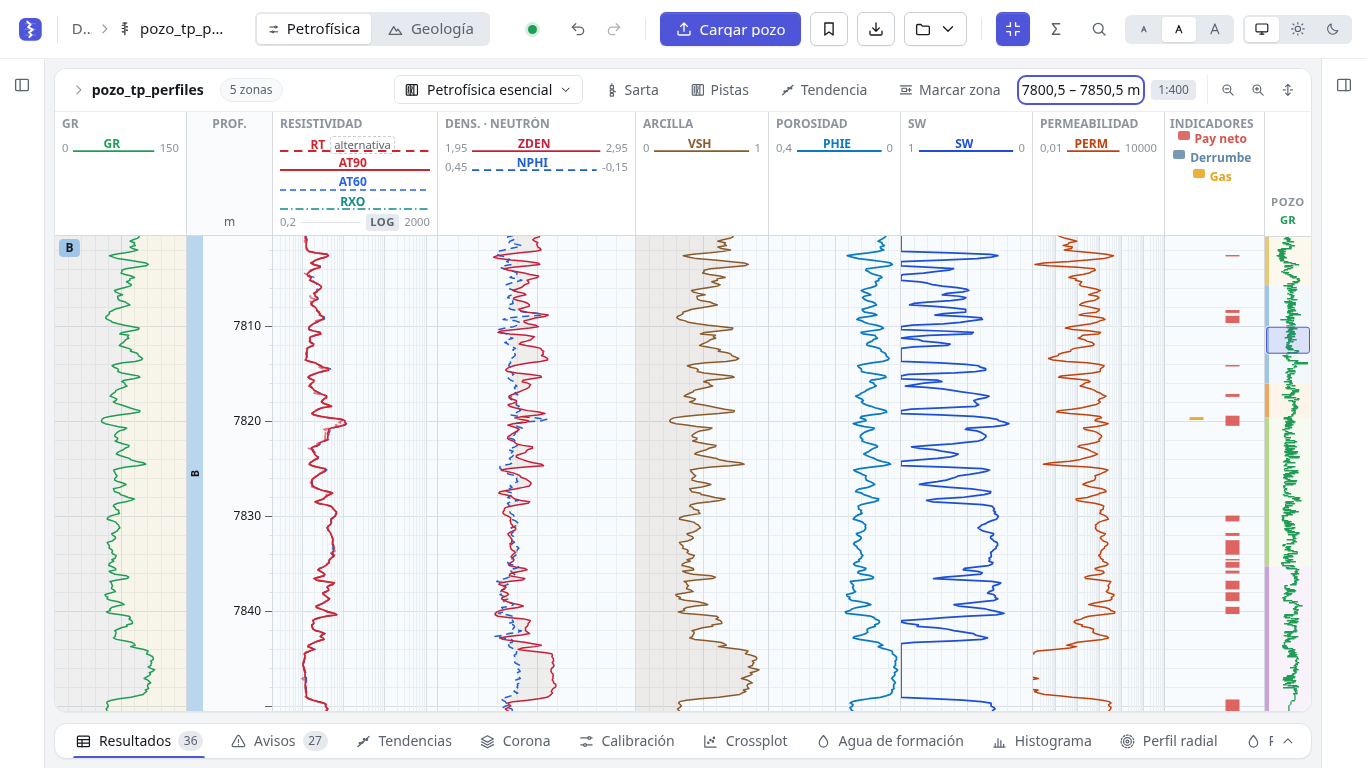 D..
pozo_tp_p...
Petrofísica
Geología
Cargar pozo
Σ
A
A
A
pozo_tp_perfiles
5 zonas
Petrofísica esencial
Sarta
Pistas
Tendencia
Marcar zona
7800,5 – 7850,5 m
1:400
GR
PROF.
RESISTIVIDAD
DENS. · NEUTRÓN
ARCILLA
POROSIDAD
SW
PERMEABILIDAD
INDICADORES
0 GR 150
RT alternativa
AT90
AT60
RXO
0,2 LOG 2000
m
1,95 ZDEN 2,95
0,45 NPHI -0,15
0 VSH 1
0,4 PHIE 0
1 SW 0
0,01 PERM 10000
Pay neto
Derrumbe
Gas
POZO
GR
B
7810
7820
B
7830
7840
Resultados 36
Avisos 27
Tendencias
Corona
Calibración
Crossplot
Agua de formación
Histograma
Perfil radial